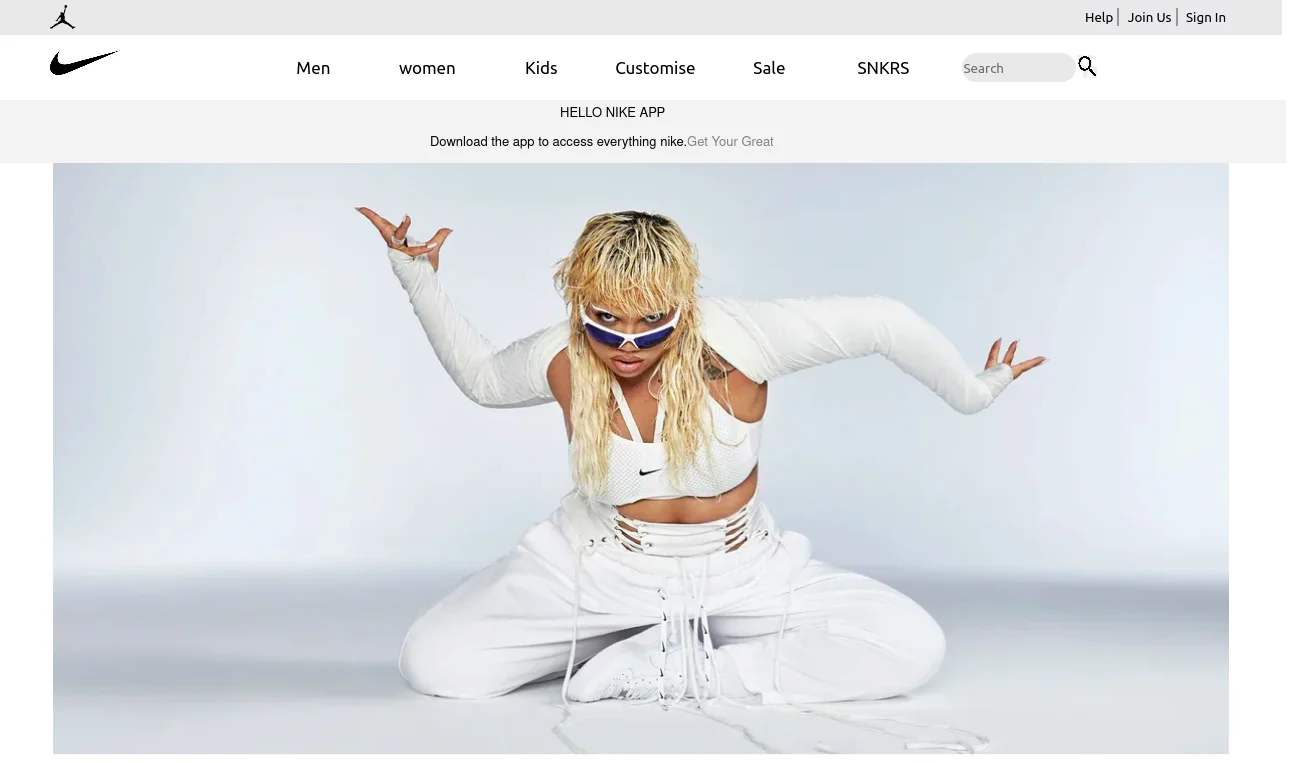 Help Join Us Sign In
Men women Kids Customise Sale SNKRS Search
HELLO NIKE APP
Download the app to access everything nike.Get Your Great